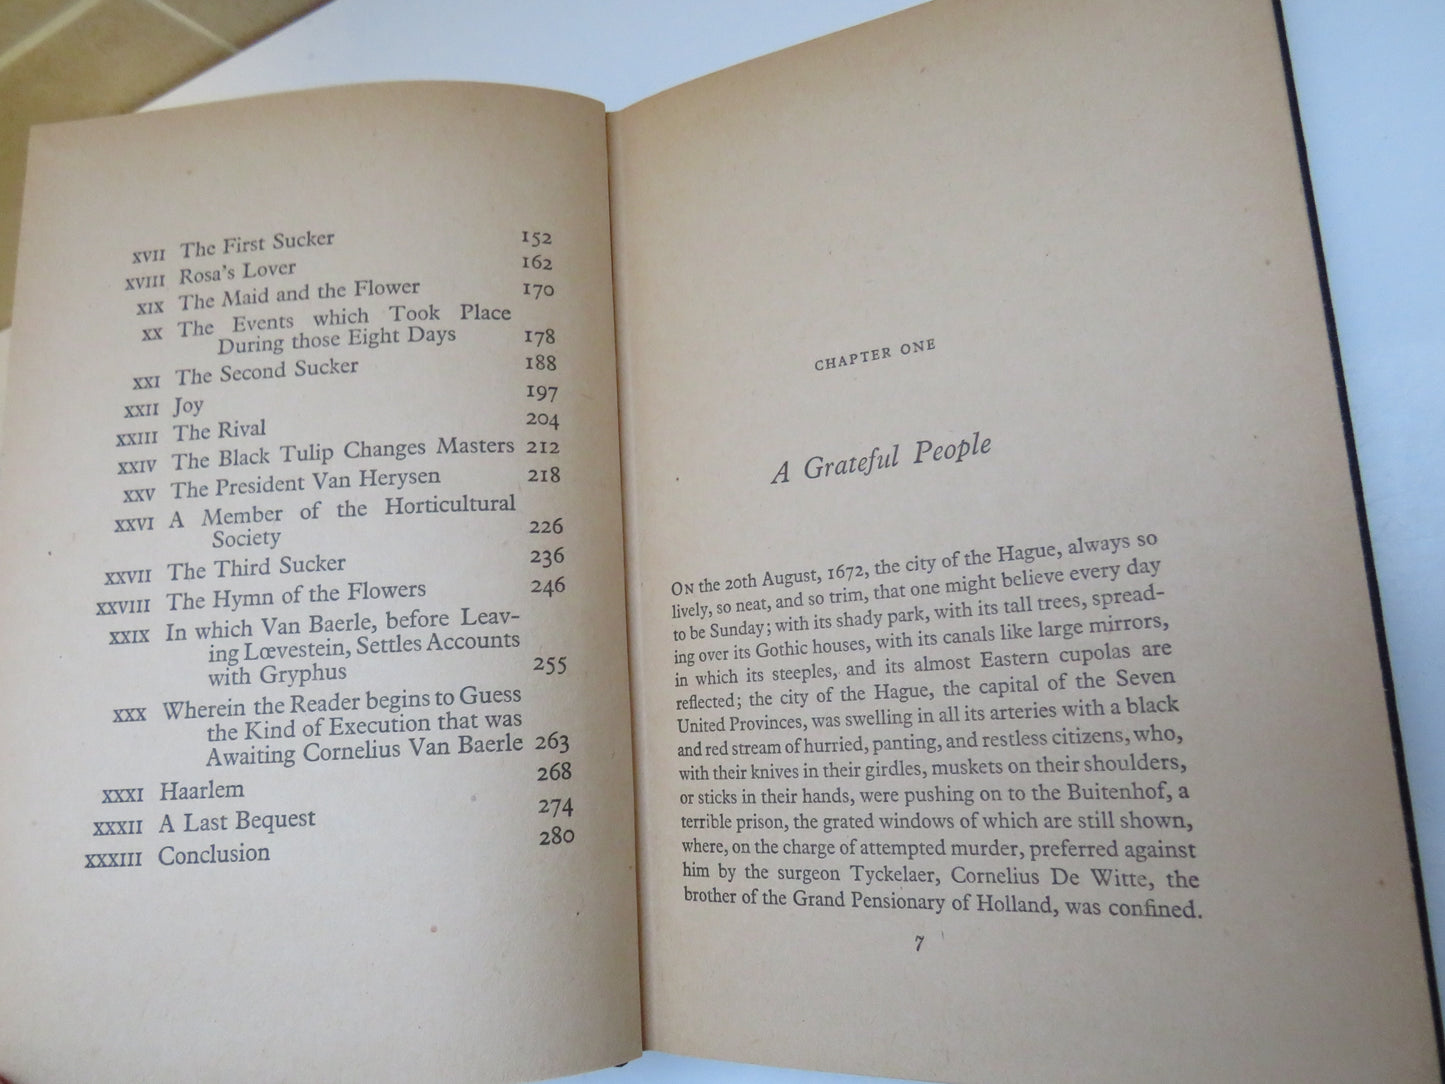 XVII The First Sucker 152
XVIII Rosa's Lover 162
XIX The Maid and the Flower 170
XX The Events which Took Place
During those Eight Days 178
XXI The Second Sucker 188
XXII Joy 197
XXIII The Rival 204
XXIV The Black Tulip Changes Masters 212
XXV The President Van Herysen 218
XXVI A Member of the Horticultural
Society 226
XXVII The Third Sucker 236
XXVIII The Hymn of the Flowers 246
XXIX In which Van Baerle, before Leav-
ing Lœvestein, Settles Accounts
with Gryphus 255
XXX Wherein the Reader begins to Guess
the Kind of Execution that was
Awaiting Cornelius Van Baerle 263
XXXI Haarlem 268
XXXII A Last Bequest 274
XXXIII Conclusion 280
CHAPTER ONE
A Grateful People
ON the 20th August, 1672, the city of the Hague, always so
lively, so neat, and so trim, that one might believe every day
to be Sunday; with its shady park, with its tall trees, spread-
ing over its Gothic houses, with its canals like large mirrors,
in which its steeples, and its almost Eastern cupolas are
reflected; the city of the Hague, the capital of the Seven
United Provinces, was swelling in all its arteries with a black
and red stream of hurried, panting, and restless citizens, who,
with their knives in their girdles, muskets on their shoulders,
or sticks in their hands, were pushing on to the Buitenhof, a
terrible prison, the grated windows of which are still shown,
where, on the charge of attempted murder, preferred against
him by the surgeon Tyckelaer, Cornelius De Witte, the
brother of the Grand Pensionary of Holland, was confined.
7